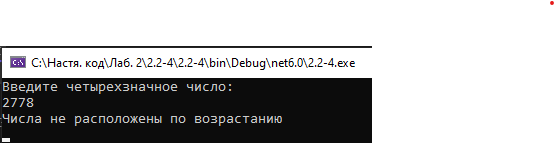 C:\Настя. код\Лаб. 2\2.2-4\2.2-4\bin\Debug\net6.0\2.2-4.exe
Введите четырехзначное число:
2778
Числа не расположены по возрастанию